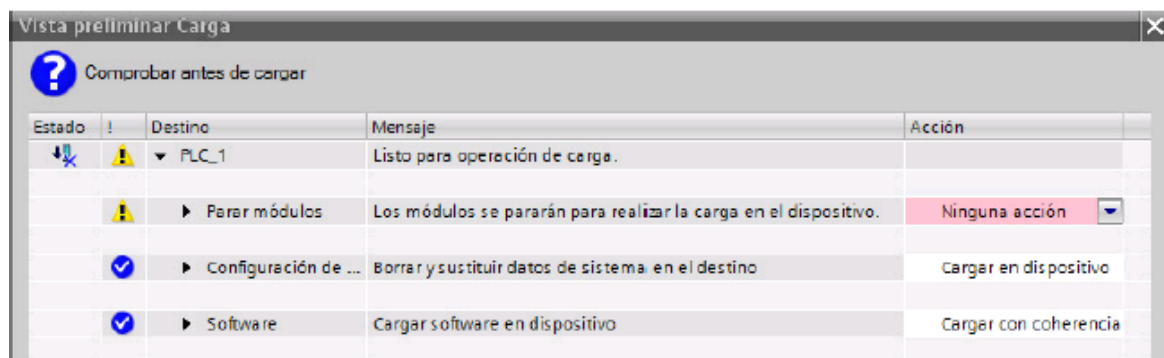 Vista preliminar Carga
Comprobar antes de cargar
Estado ! Destino Mensaje Acción
PLC_1 Listo para operación de carga.
Parar módulos Los módulos se pararán para realizar la carga en el dispositivo. Ninguna acción
Configuración de ... Borrar y sustituir datos de sistema en el destino Cargar en dispositivo
Software Cargar software en dispositivo Cargar con coherencia